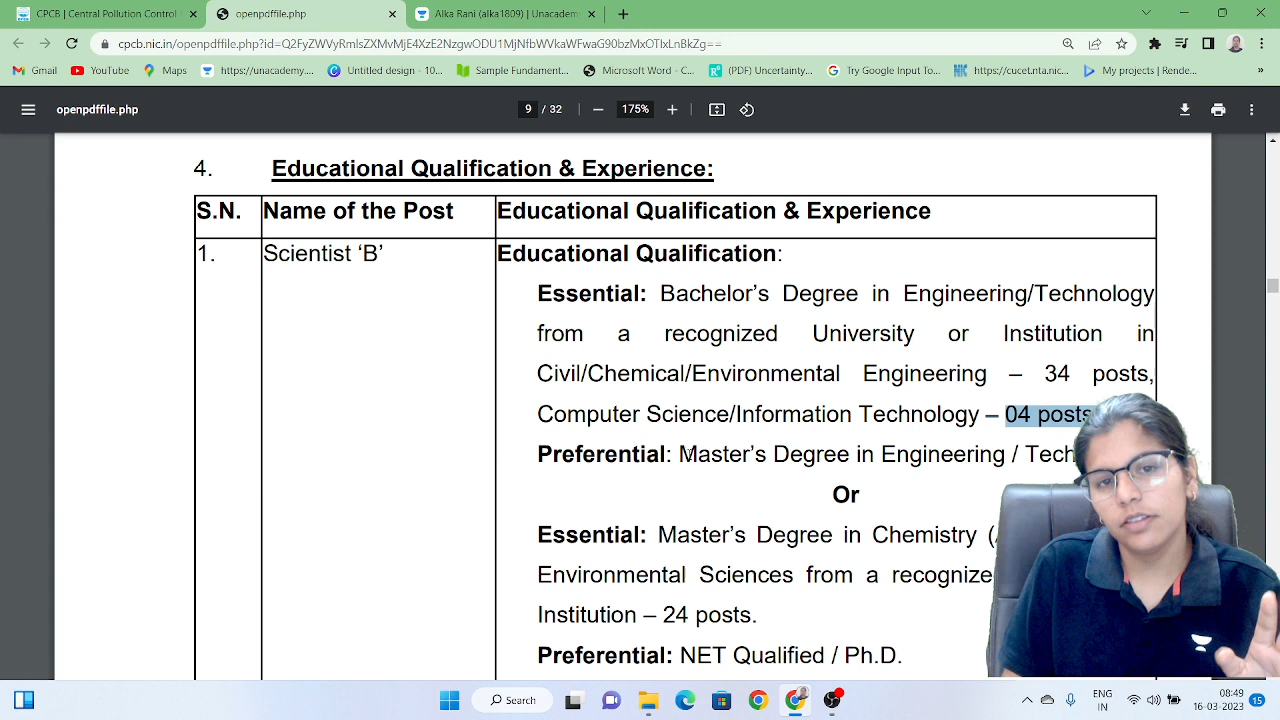 CPCB | Central Pollution Control
openpdffile.php
Alka Rani (alka1809) | Unacadem
cpcb.nic.in/openpdffile.php?id=Q2FyZWVyRmlsZXMvMjE4XzE2NzgwODU1MjNfbWVkaWFwaG90bzMxOTIxLnBkZg==
Gmail
YouTube
Maps
https://unacademy...
Untitled design - 10...
Sample Fundament...
Microsoft Word - C...
(PDF) Uncertainty...
Try Google Input To...
https://cucet.nta.nic...
My projects | Rende...
openpdffile.php
9 / 32
175%
4. Educational Qualification & Experience:
S.N. Name of the Post Educational Qualification & Experience
1. Scientist ‘B’ Educational Qualification:
Essential: Bachelor’s Degree in Engineering/Technology
from a recognized University or Institution in
Civil/Chemical/Environmental Engineering – 34 posts,
Computer Science/Information Technology – 04 posts
Preferential: Master’s Degree in Engineering / Tech
Or
Essential: Master’s Degree in Chemistry (
Environmental Sciences from a recognize
Institution – 24 posts.
Preferential: NET Qualified / Ph.D.
Search
ENG
IN
08:49
16-03-2023
15